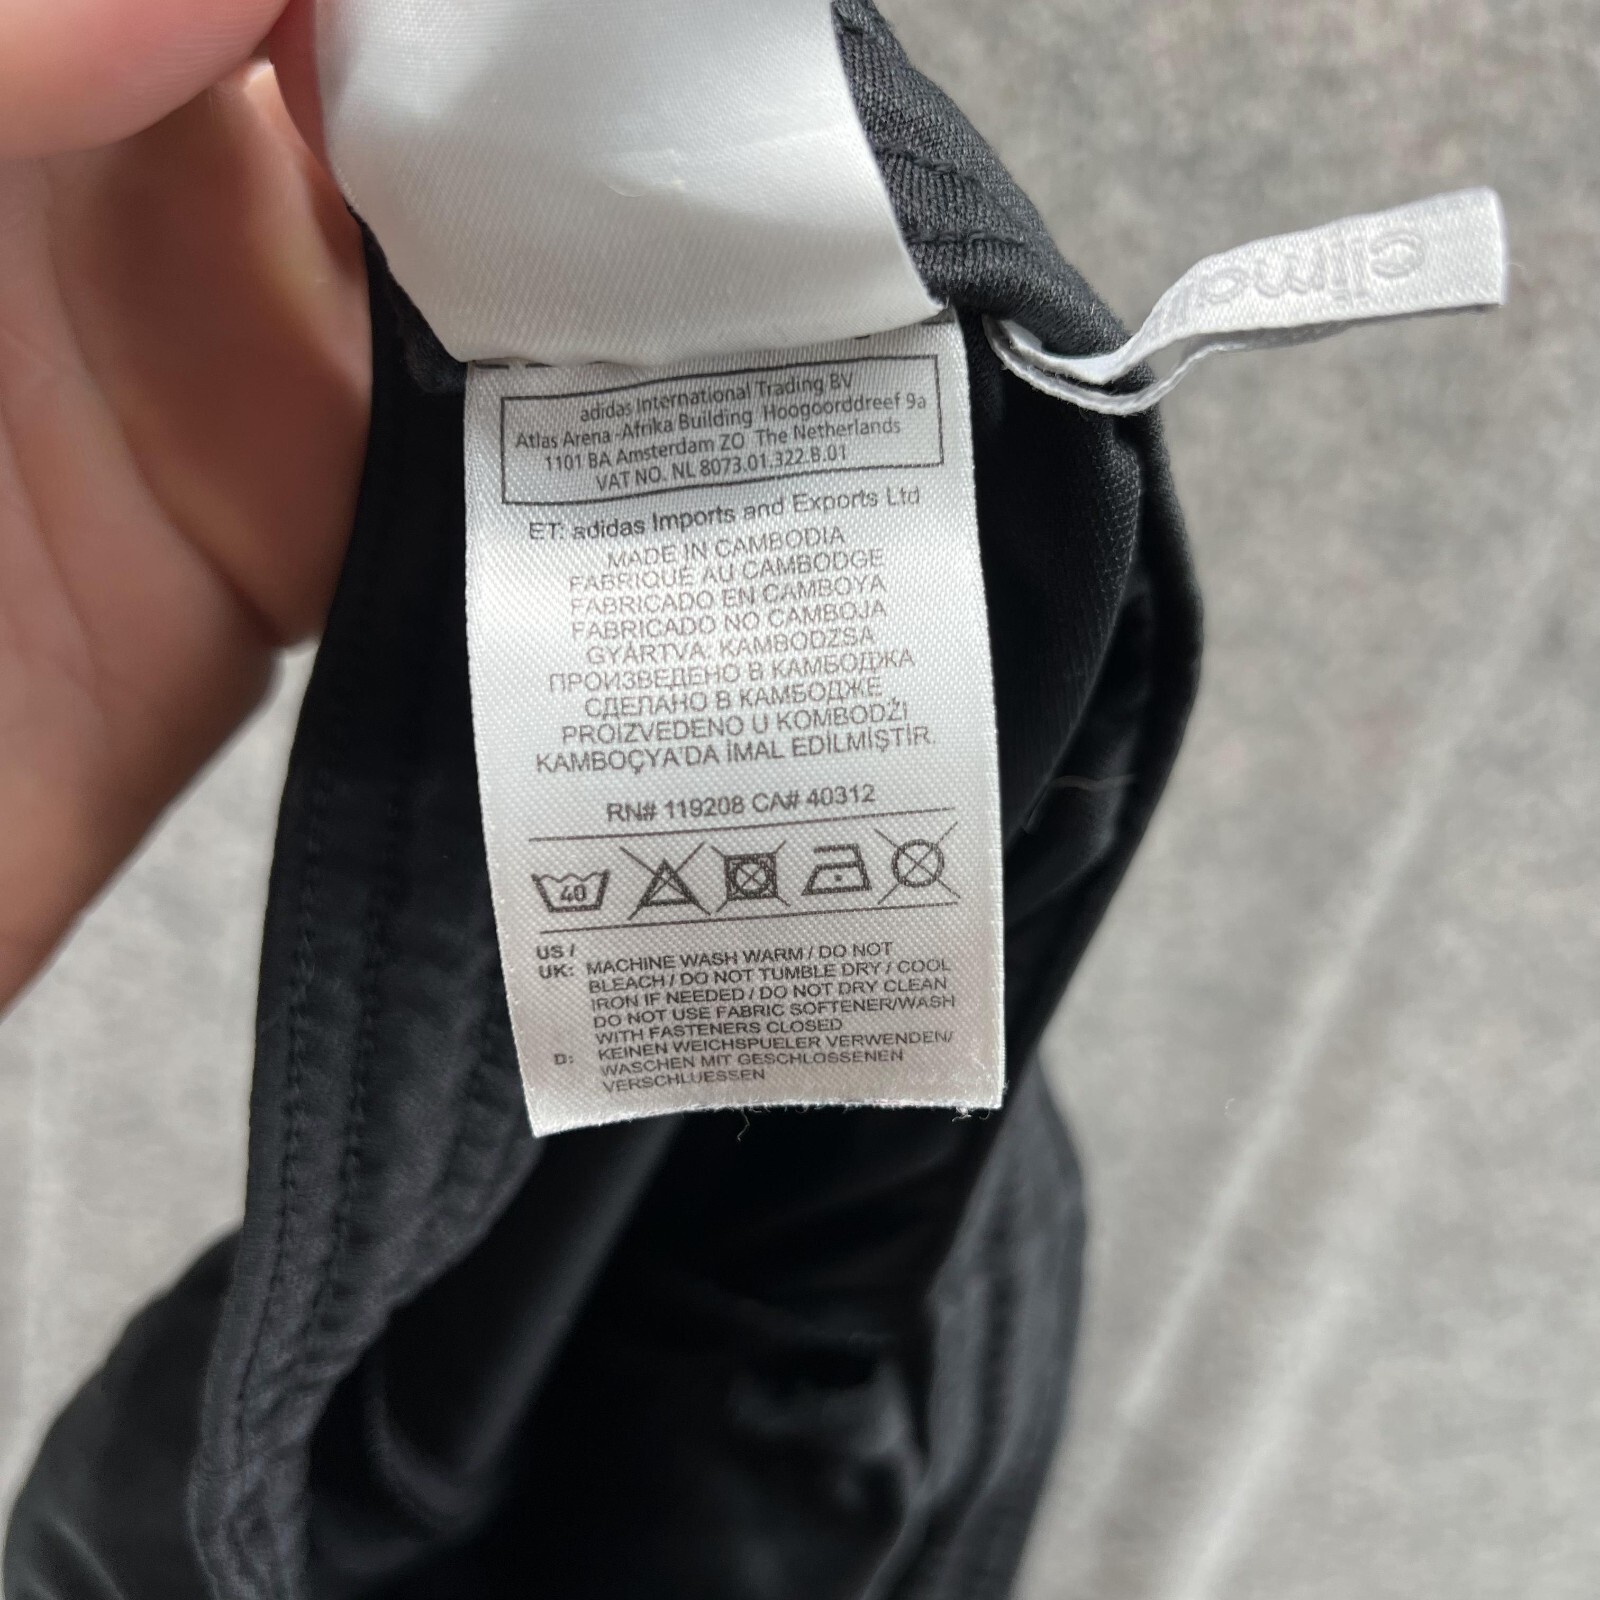 adidas International Trading BV
Atlas Arena -Afrika Building Hoogoorddreef 9a
1101 BA Amsterdam ZO The Netherlands
VAT NO. NL 8073.01.322.B.01
ET: adidas Imports and Exports Ltd
MADE IN CAMBODIA
FABRIQUÉ AU CAMBODGE
FABRICADO EN CAMBOYA
FABRICADO NO CAMBOJA
GYÁRTVA: KAMBODZSA
ПРОИЗВЕДЕНО В КАМБОДЖА
СДЕЛАНО В КАМБОДЖЕ
PROIZVEDENO U KOMBODŽI
KAMBOÇYA'DA İMAL EDİLMİŞTİR.
RN# 119208 CA# 40312
40
US /
UK: MACHINE WASH WARM / DO NOT
BLEACH / DO NOT TUMBLE DRY / COOL
IRON IF NEEDED / DO NOT DRY CLEAN
DO NOT USE FABRIC SOFTENER/WASH
WITH FASTENERS CLOSED
D: KEINEN WEICHSPUELER VERWENDEN/
WASCHEN MIT GESCHLOSSENEN
VERSCHLUESSEN